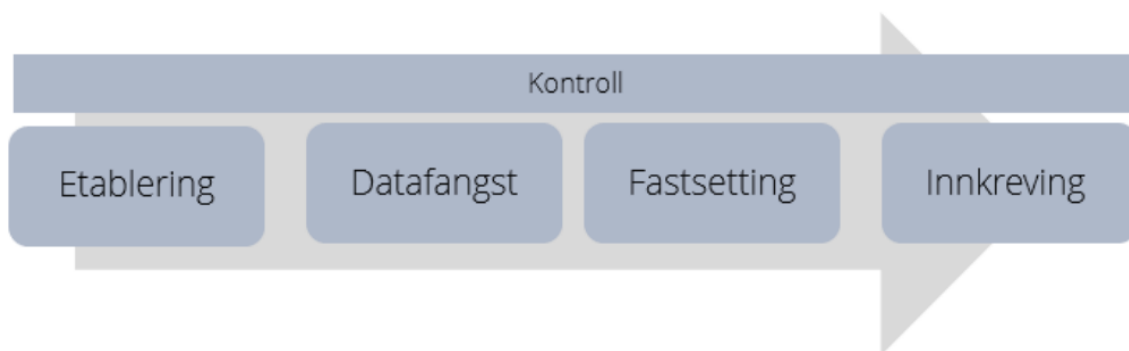 Kontroll
Etablering
Datafangst
Fastsetting
Innkreving